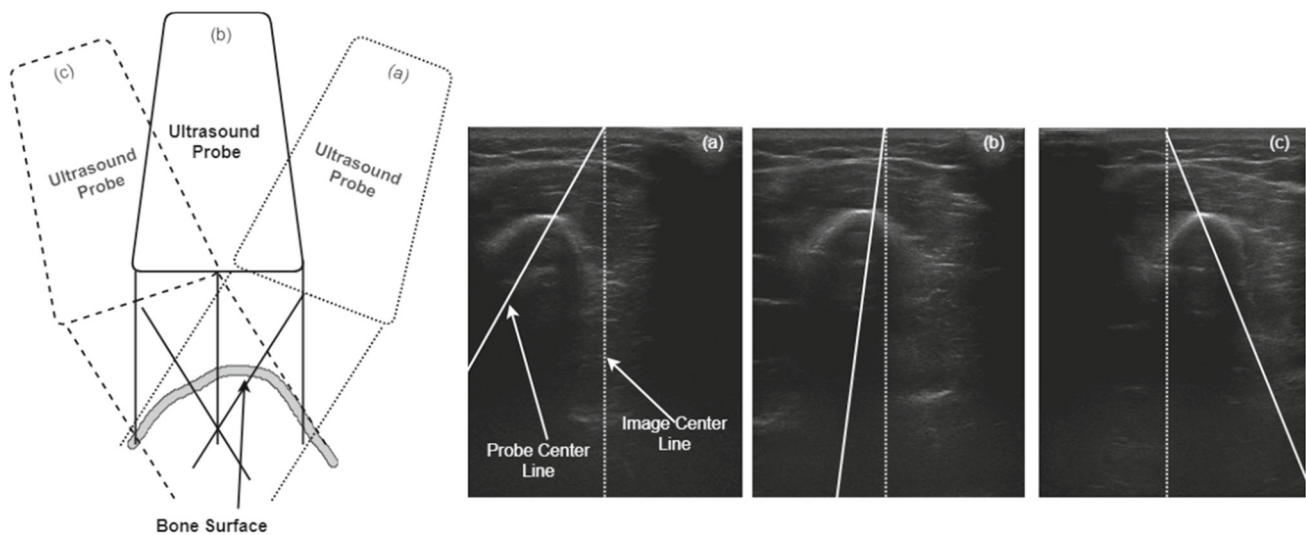 (b)
(c)
(a)
Ultrasound
Probe
Ultrasound
Probe
Ultrasound
Probe
Bone Surface
(a)
Probe Center
Line
Image Center
Line
(b)
(c)